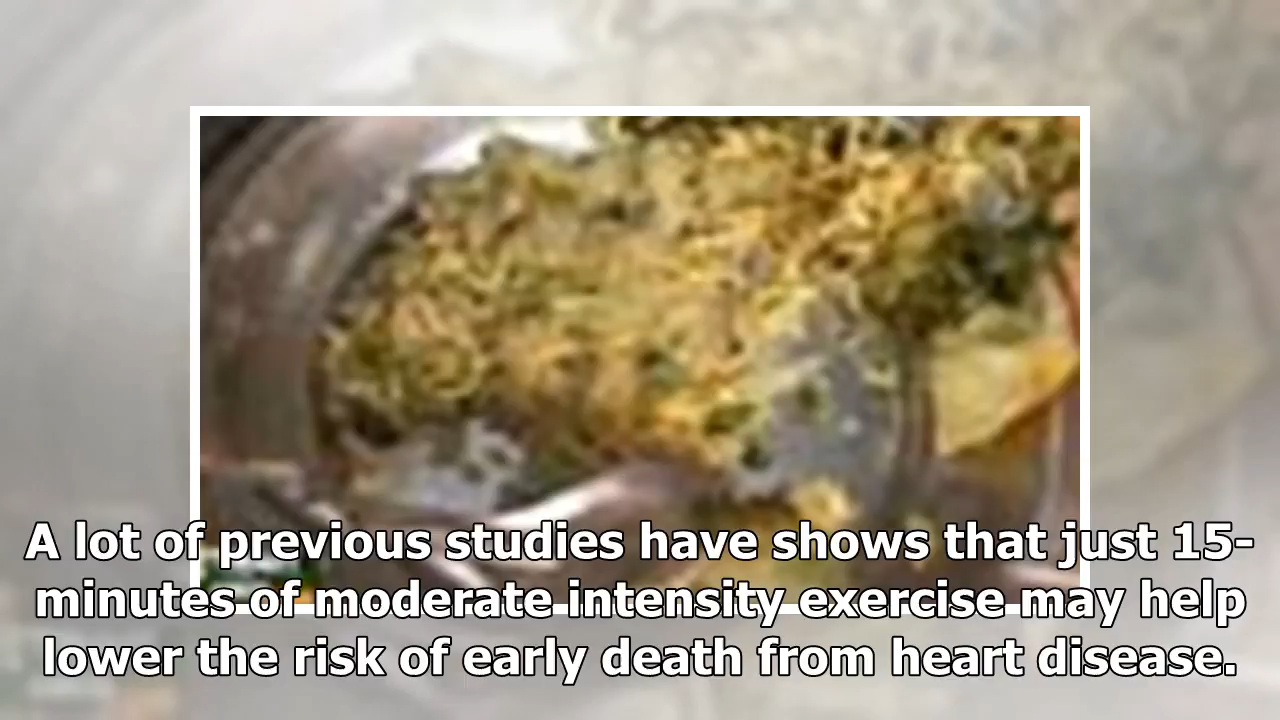 A lot of previous studies have shows that just 15-
minutes of moderate intensity exercise may help
lower the risk of early death from heart disease.